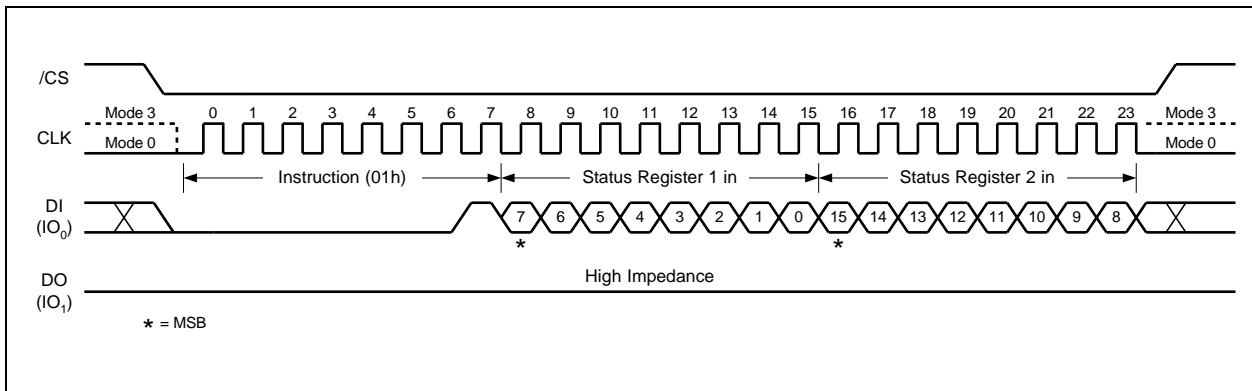 /CS
Mode 3 0 1 2 3 4 5 6 7 8 9 10 11 12 13 14 15 16 17 18 19 20 21 22 23 Mode 3
CLK
Mode 0 Mode 0
Instruction (01h) Status Register 1 in Status Register 2 in
DI
(IO₀)
7 6 5 4 3 2 1 0 15 14 13 12 11 10 9 8
* *
High Impedance
DO
(IO₁)
* = MSB